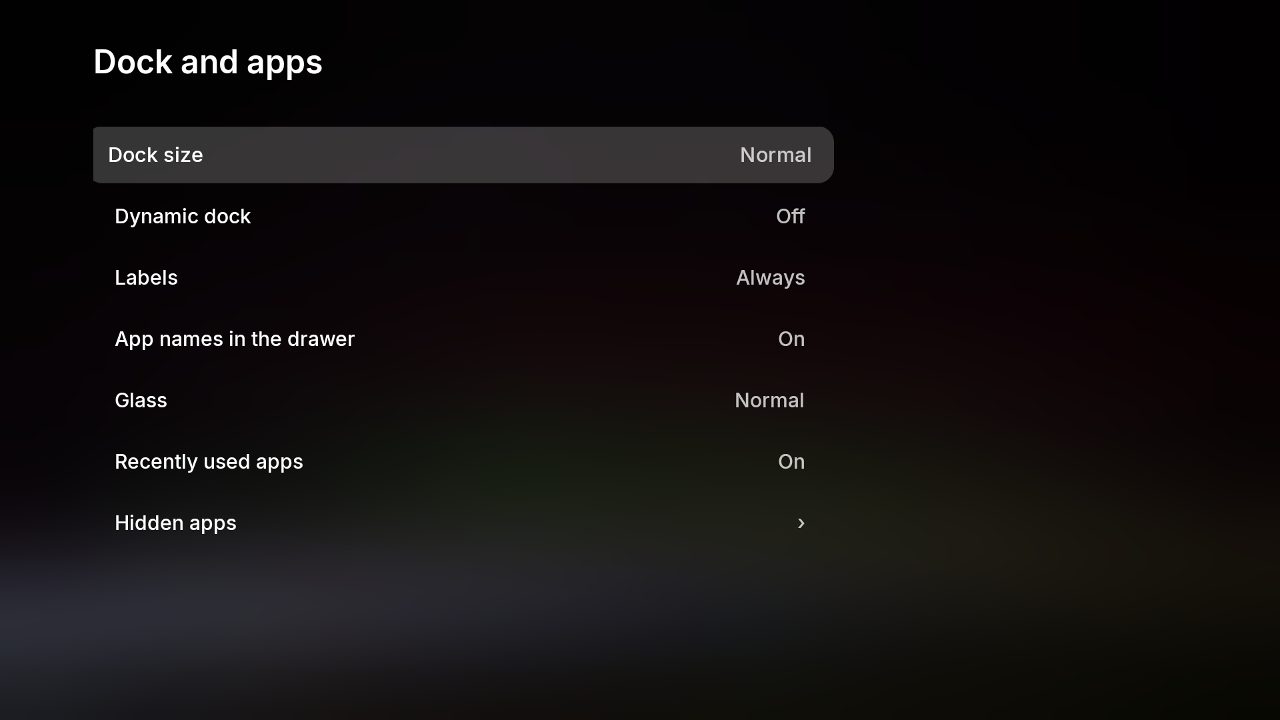 Dock and apps
Dock size Normal
Dynamic dock Off
Labels Always
App names in the drawer On
Glass Normal
Recently used apps On
Hidden apps ›